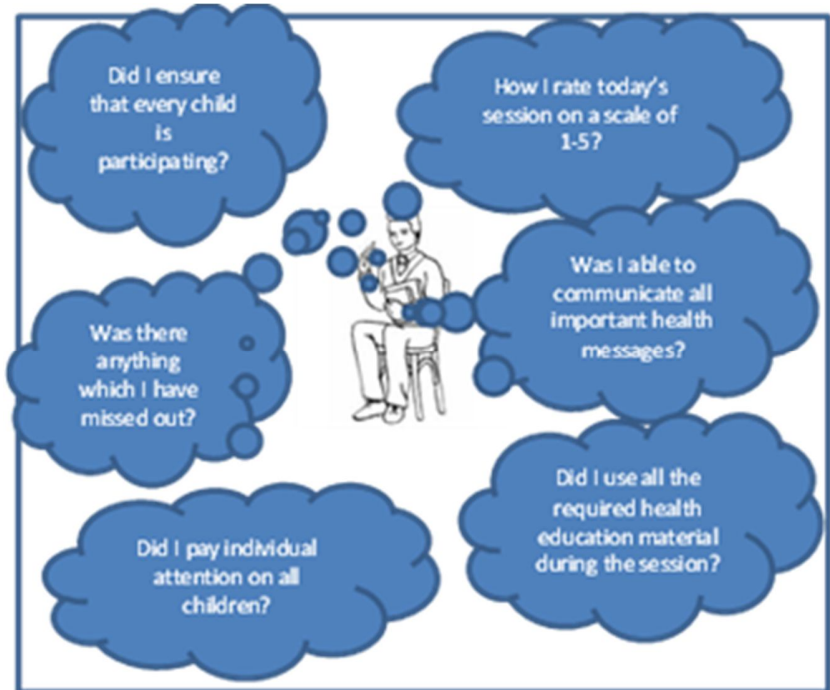 Did I ensure
that every child
is
participating?
How I rate today's
session on a scale of
1-5?
Was I able to
communicate all
important health
messages?
Was there
anything
which I have
missed out?
Did I use all the
required health
education material
during the session?
Did I pay individual
attention on all
children?